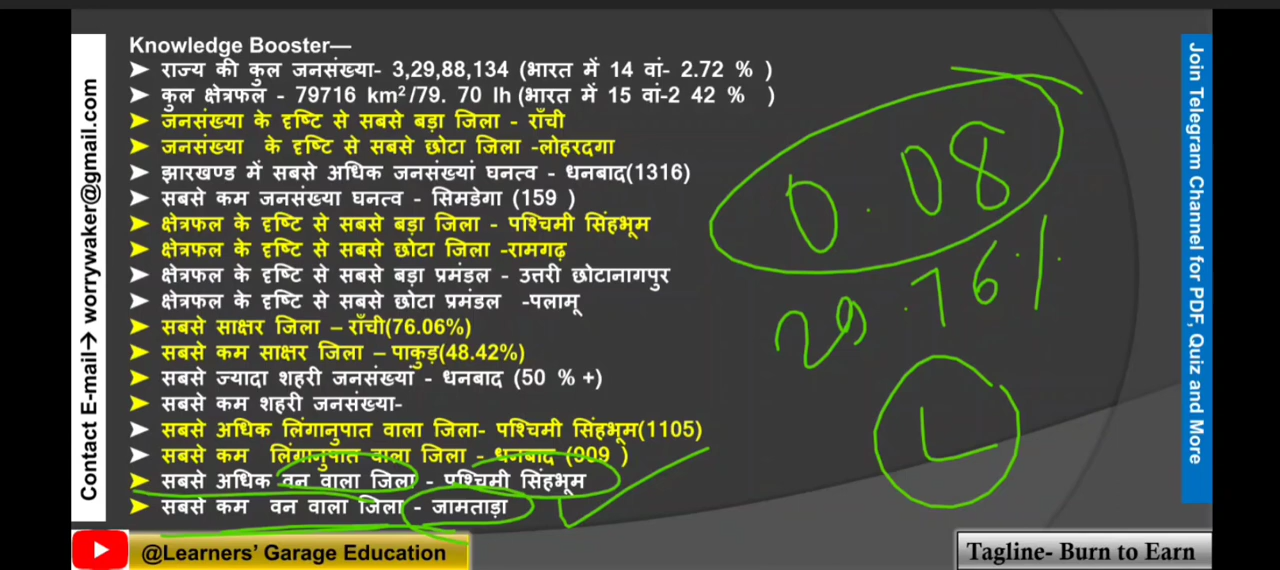 Knowledge Booster—
➤ राज्य की कुल जनसंख्या- 3,29,88,134 (भारत में 14 वां- 2.72 % )
➤ कुल क्षेत्रफल - 79716 km²/79. 70 lh (भारत में 15 वां-2 42 % )
➤ जनसंख्या के दृष्टि से सबसे बड़ा जिला - राँची
➤ जनसंख्या के दृष्टि से सबसे छोटा जिला -लोहरदगा
➤ झारखण्ड में सबसे अधिक जनसंख्यां घनत्व - धनबाद(1316)
➤ सबसे कम जनसंख्या घनत्व - सिमडेगा (159 )
➤ क्षेत्रफल के दृष्टि से सबसे बड़ा जिला - पश्चिमी सिंहभूम
➤ क्षेत्रफल के दृष्टि से सबसे छोटा जिला -रामगढ़
➤ क्षेत्रफल के दृष्टि से सबसे बड़ा प्रमंडल - उत्तरी छोटानागपुर
➤ क्षेत्रफल के दृष्टि से सबसे छोटा प्रमंडल -पलामू
➤ सबसे साक्षर जिला – राँची(76.06%)
➤ सबसे कम साक्षर जिला – पाकुड़(48.42%)
➤ सबसे ज्यादा शहरी जनसंख्यां - धनबाद (50 % +)
➤ सबसे कम शहरी जनसंख्या-
➤ सबसे अधिक लिंगानुपात वाला जिला- पश्चिमी सिंहभूम(1105)
➤ सबसे कम लिंगानुपात वाला जिला - धनबाद (909 )
➤ सबसे अधिक वन वाला जिला - पश्चिमी सिंहभूम
➤ सबसे कम वन वाला जिला - जामताड़ा
0.08
29.76%
L
Contact E-mail→ worrywaker@gmail.com
Join Telegram Channel for PDF, Quiz and More
@Learners’ Garage Education
Tagline- Burn to Earn